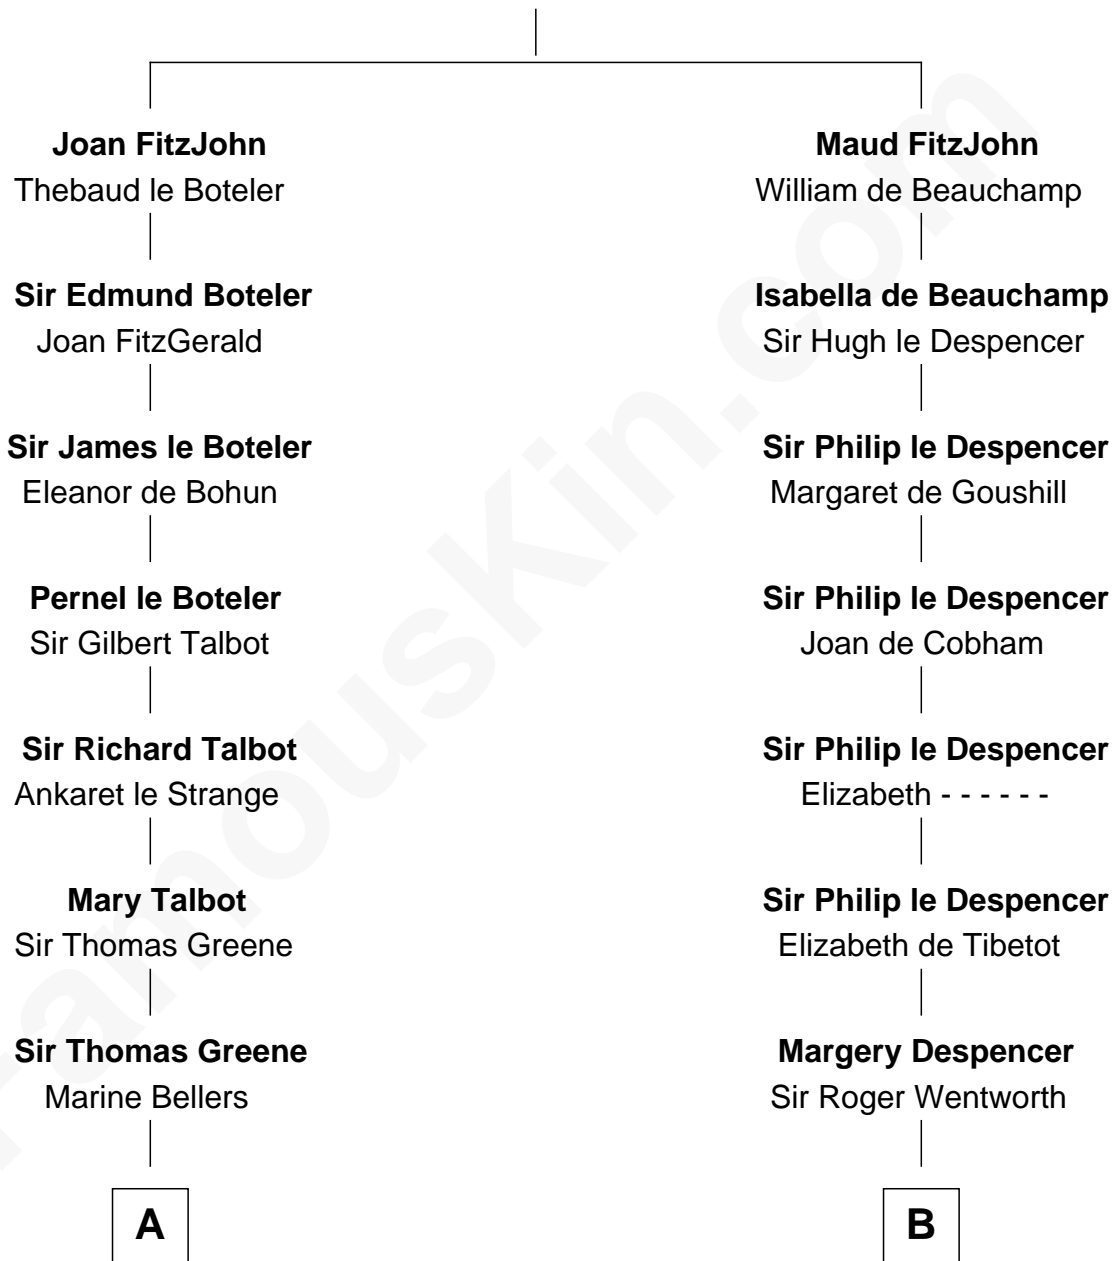 Joan FitzJohn
Thebaud le Boteler
Sir Edmund Boteler
Joan FitzGerald
Sir James le Boteler
Eleanor de Bohun
Pernel le Boteler
Sir Gilbert Talbot
Sir Richard Talbot
Ankaret le Strange
Mary Talbot
Sir Thomas Greene
Sir Thomas Greene
Marine Bellers
A
Maud FitzJohn
William de Beauchamp
Isabella de Beauchamp
Sir Hugh le Despencer
Sir Philip le Despencer
Margaret de Goushill
Sir Philip le Despencer
Joan de Cobham
Sir Philip le Despencer
Elizabeth - - - - - -
Sir Philip le Despencer
Elizabeth de Tibetot
Margery Despencer
Sir Roger Wentworth
B
FamousKin.com